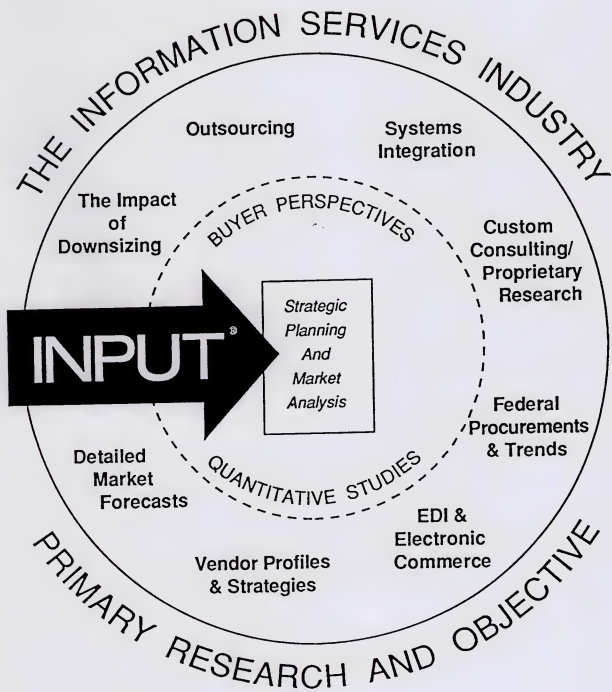 THE INFORMATION SERVICES INDUSTRY
Outsourcing
Systems
Integration
The Impact
of
Downsizing
BUYER PERSPECTIVES
Custom
Consulting/
Proprietary
Research
INPUT®
Strategic
Planning
And
Market
Analysis
Federal
Procurements
& Trends
Detailed
Market
Forecasts
QUANTITATIVE STUDIES
EDI &
Electronic
Commerce
Vendor Profiles
& Strategies
PRIMARY RESEARCH AND OBJECTIVE